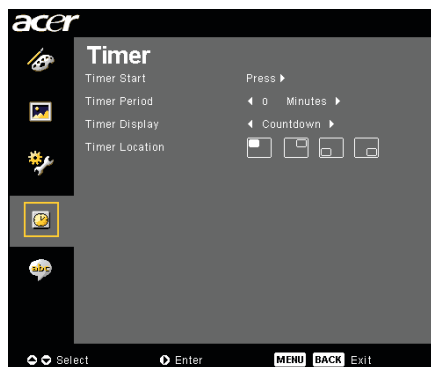 acer
Timer
Timer Start Press
Timer Period 0 Minutes
Timer Display Countdown
Timer Location
abc
Select Enter MENU BACK Exit